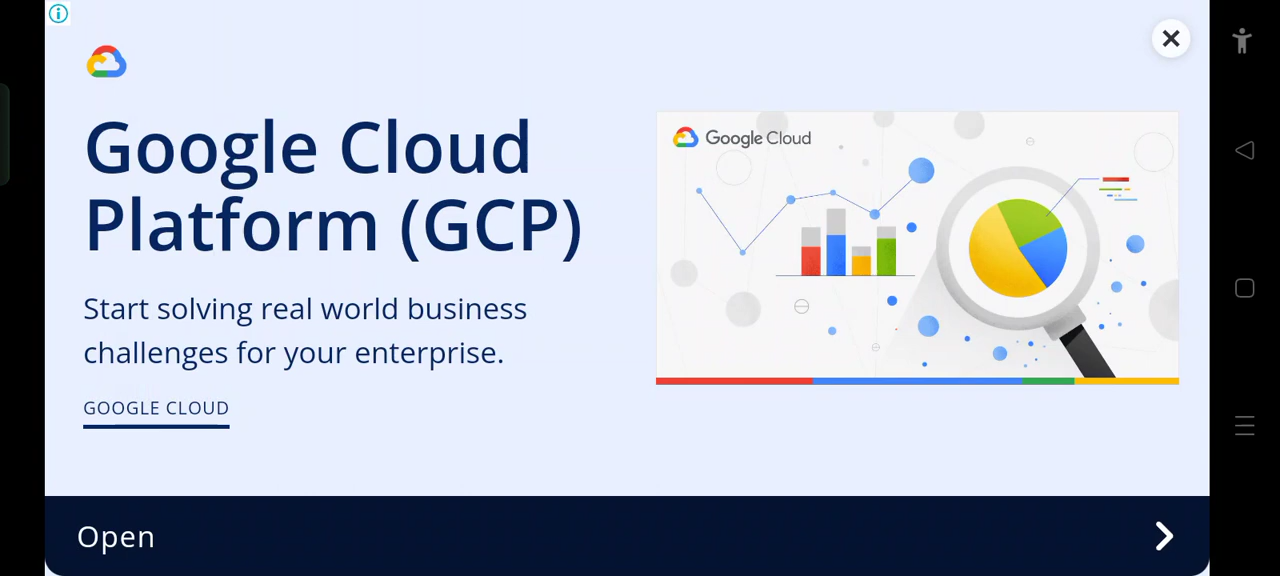 Google Cloud
Platform (GCP)
Start solving real world business
challenges for your enterprise.
GOOGLE CLOUD
Google Cloud
Open